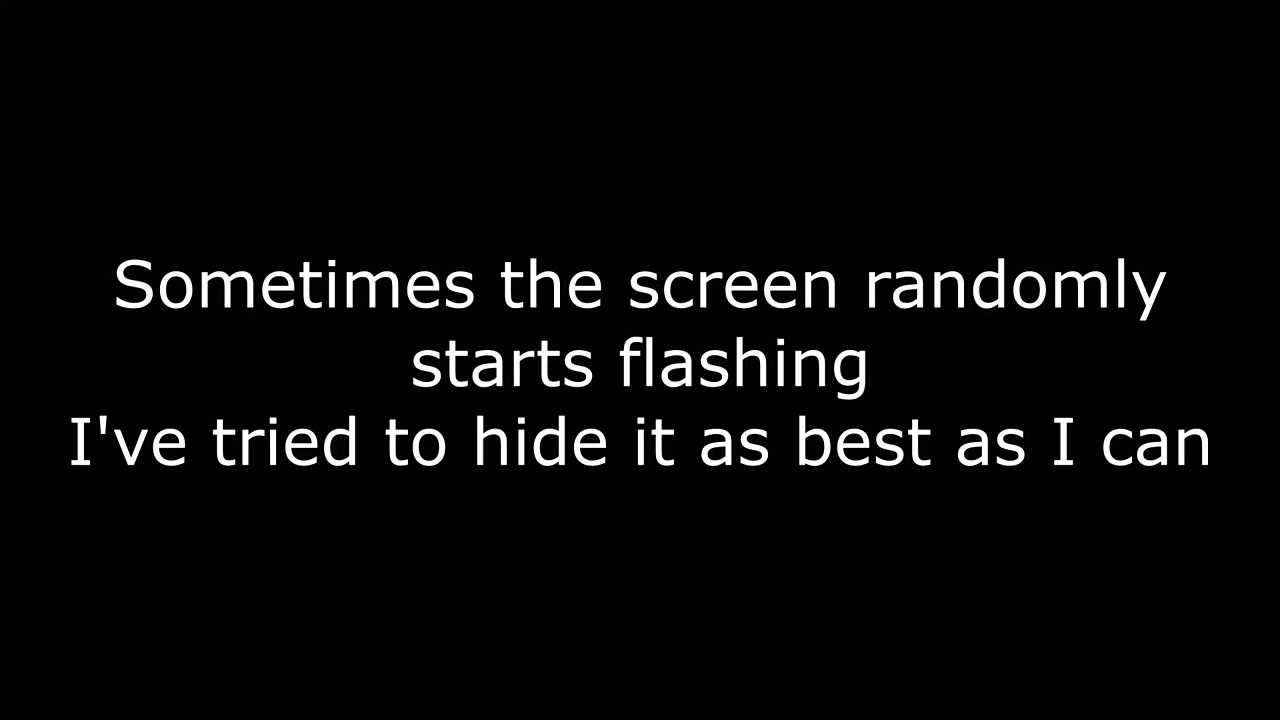 Sometimes the screen randomly
starts flashing
I've tried to hide it as best as I can